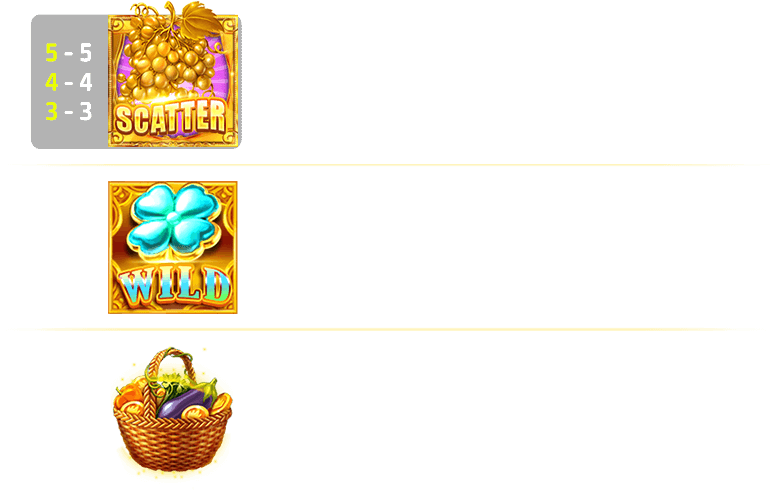 5 - 5
4 - 4
3 - 3
SCATTER
WILD